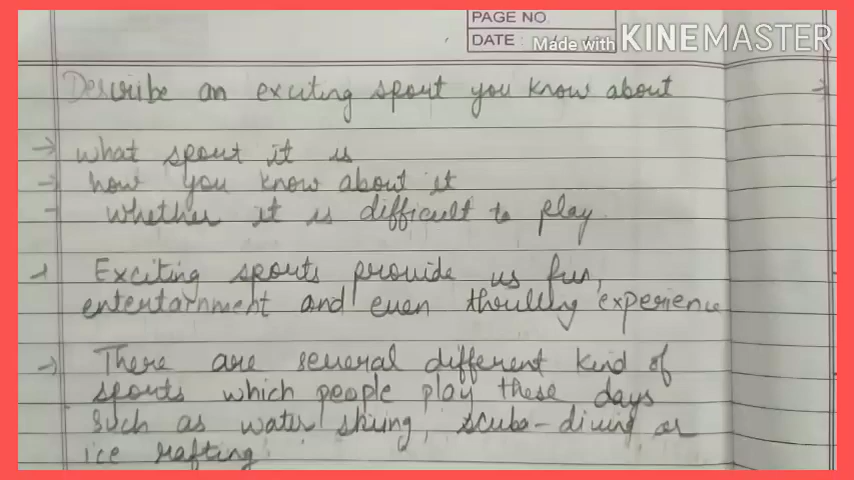 PAGE NO.
DATE:
Made with KINEMASTER
Describe an exciting sport you know about
→ what sport it is
→ how you know about it
→ whether it is difficult to play
→ Exciting sports provide us fun,
entertainment and even thrilling experience
→ There are several different kind of
sports which people play these days
Such as water skiing, scuba-diving or
ice rafting